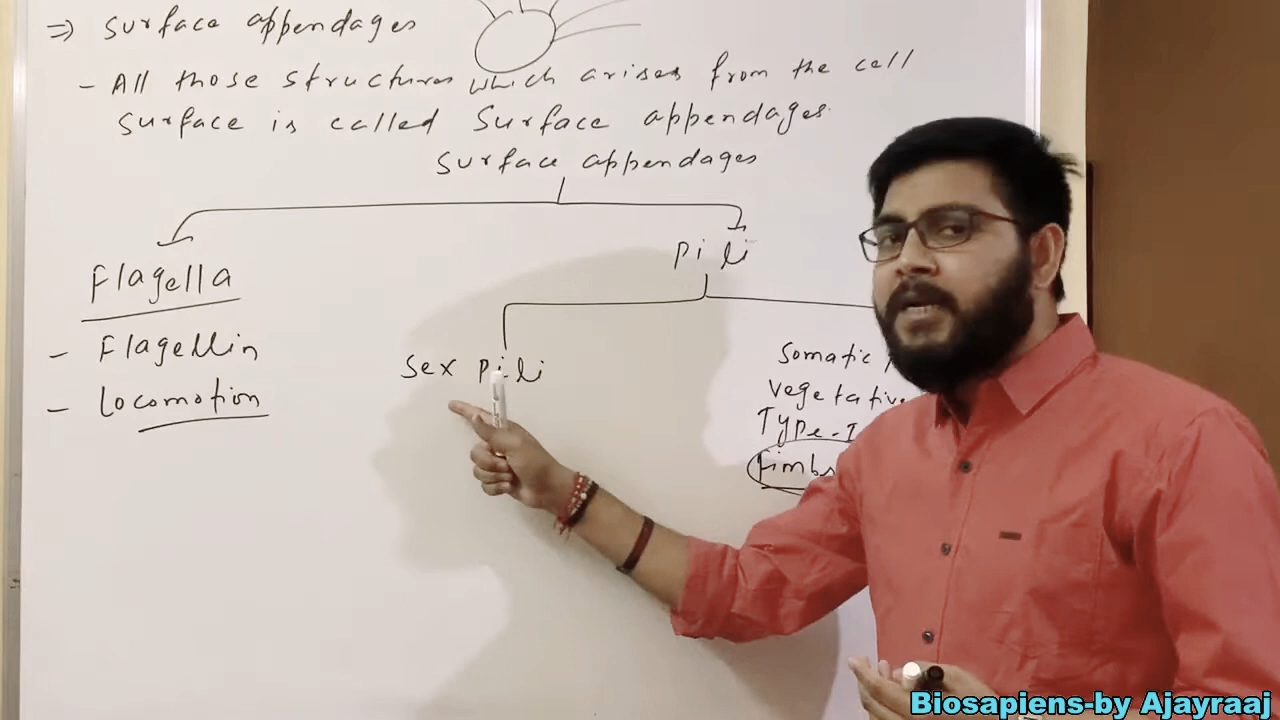 => Surface appendages
- All those structures which arises from the cell
surface is called Surface appendages.
Surface appendages
Flagella
Pili
- Flagellin
- Locomotion
Sex pili
Somatic
vegetative
Type-I
Fimb
Biosapiens-by Ajayraaj